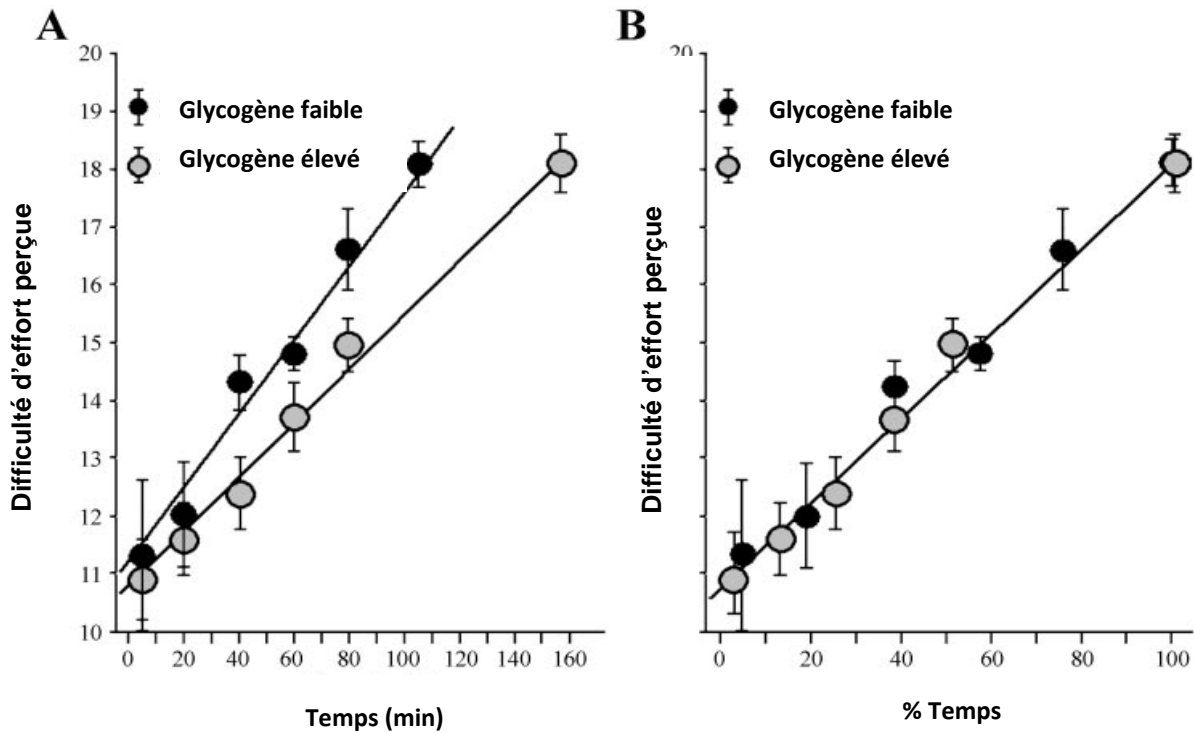 A
Difficulté d'effort perçue
20
19
18
17
16
15
14
13
12
11
10
Glycogène faible
Glycogène élevé
0 20 40 60 80 100 120 140 160
Temps (min)
B
Difficulté d'effort perçue
20
Glycogène faible
Glycogène élevé
0 20 40 60 80 100
% Temps